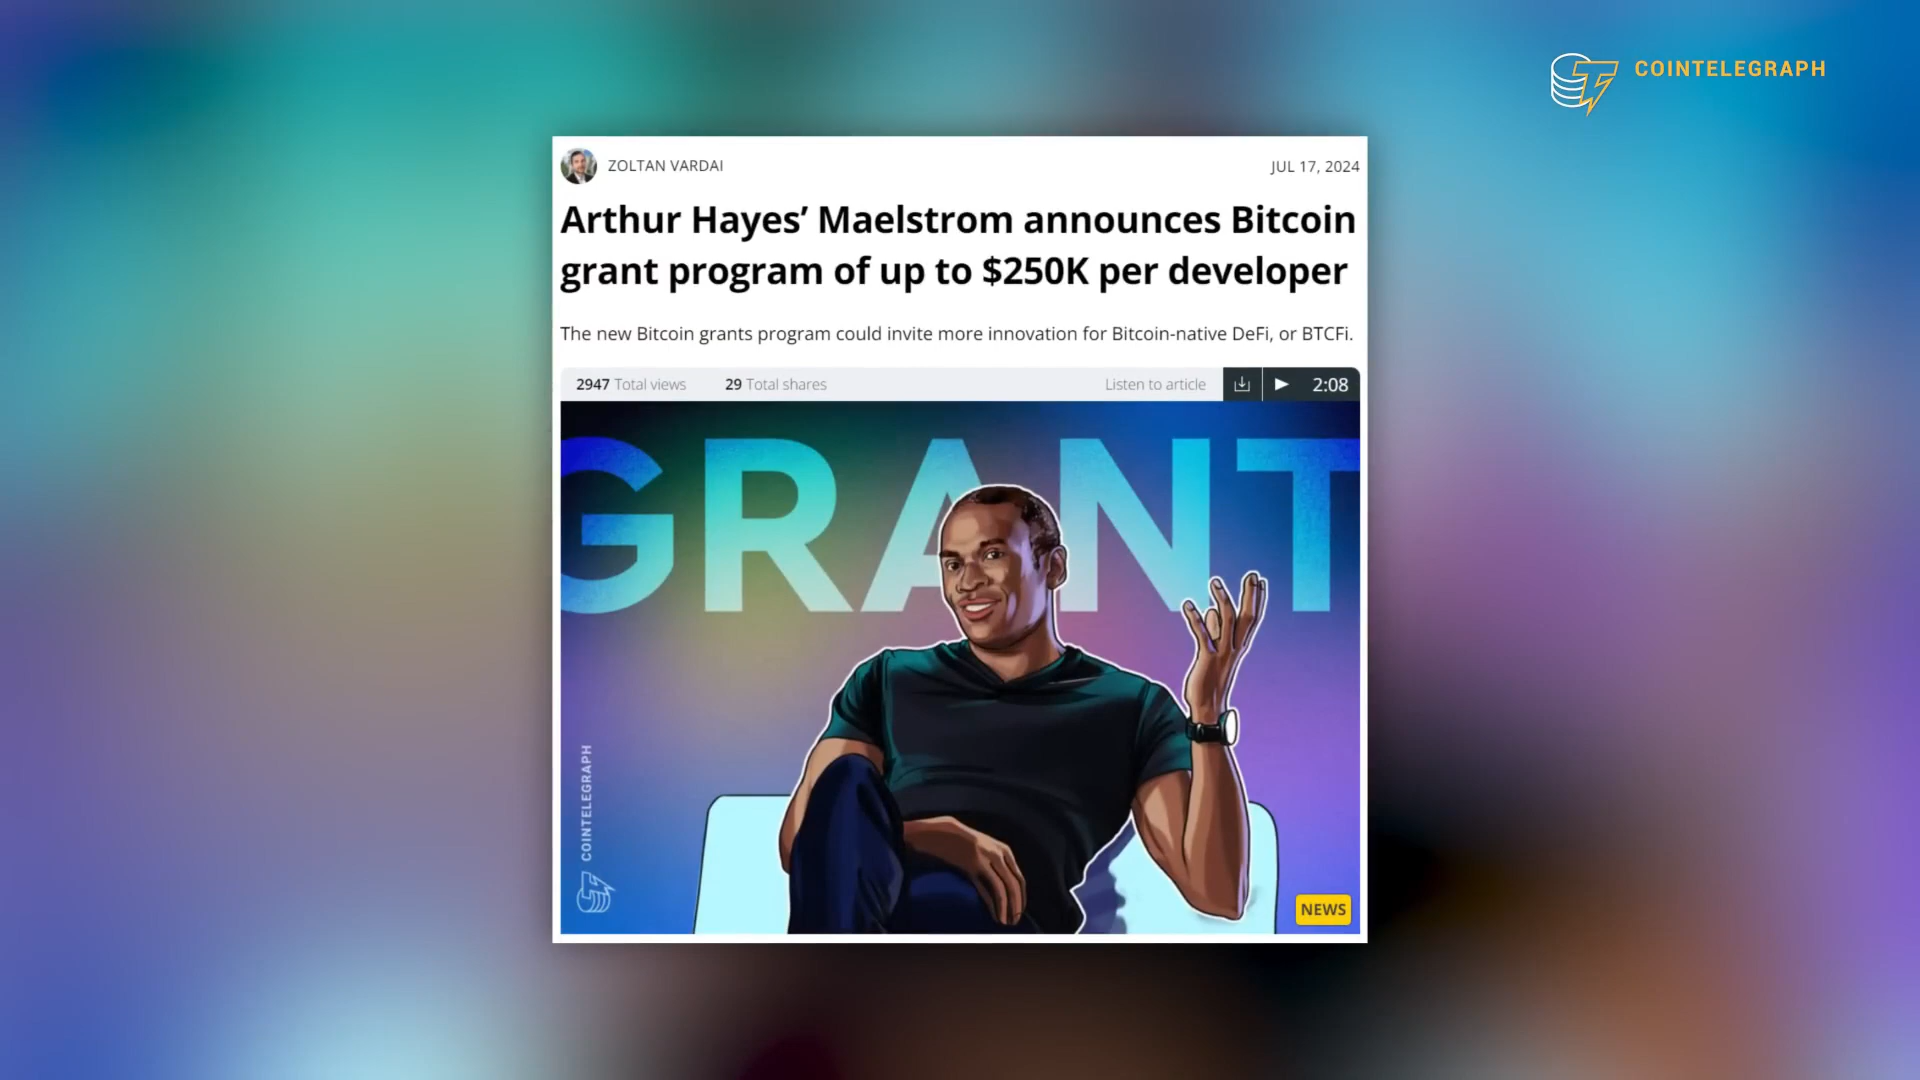 COINTELEGRAPH
ZOLTAN VARDAI
JUL 17, 2024
Arthur Hayes’ Maelstrom announces Bitcoin
grant program of up to $250K per developer
The new Bitcoin grants program could invite more innovation for Bitcoin-native DeFi, or BTCFi.
2947 Total views 29 Total shares Listen to article 2:08
GRANT
COINTELEGRAPH
NEWS